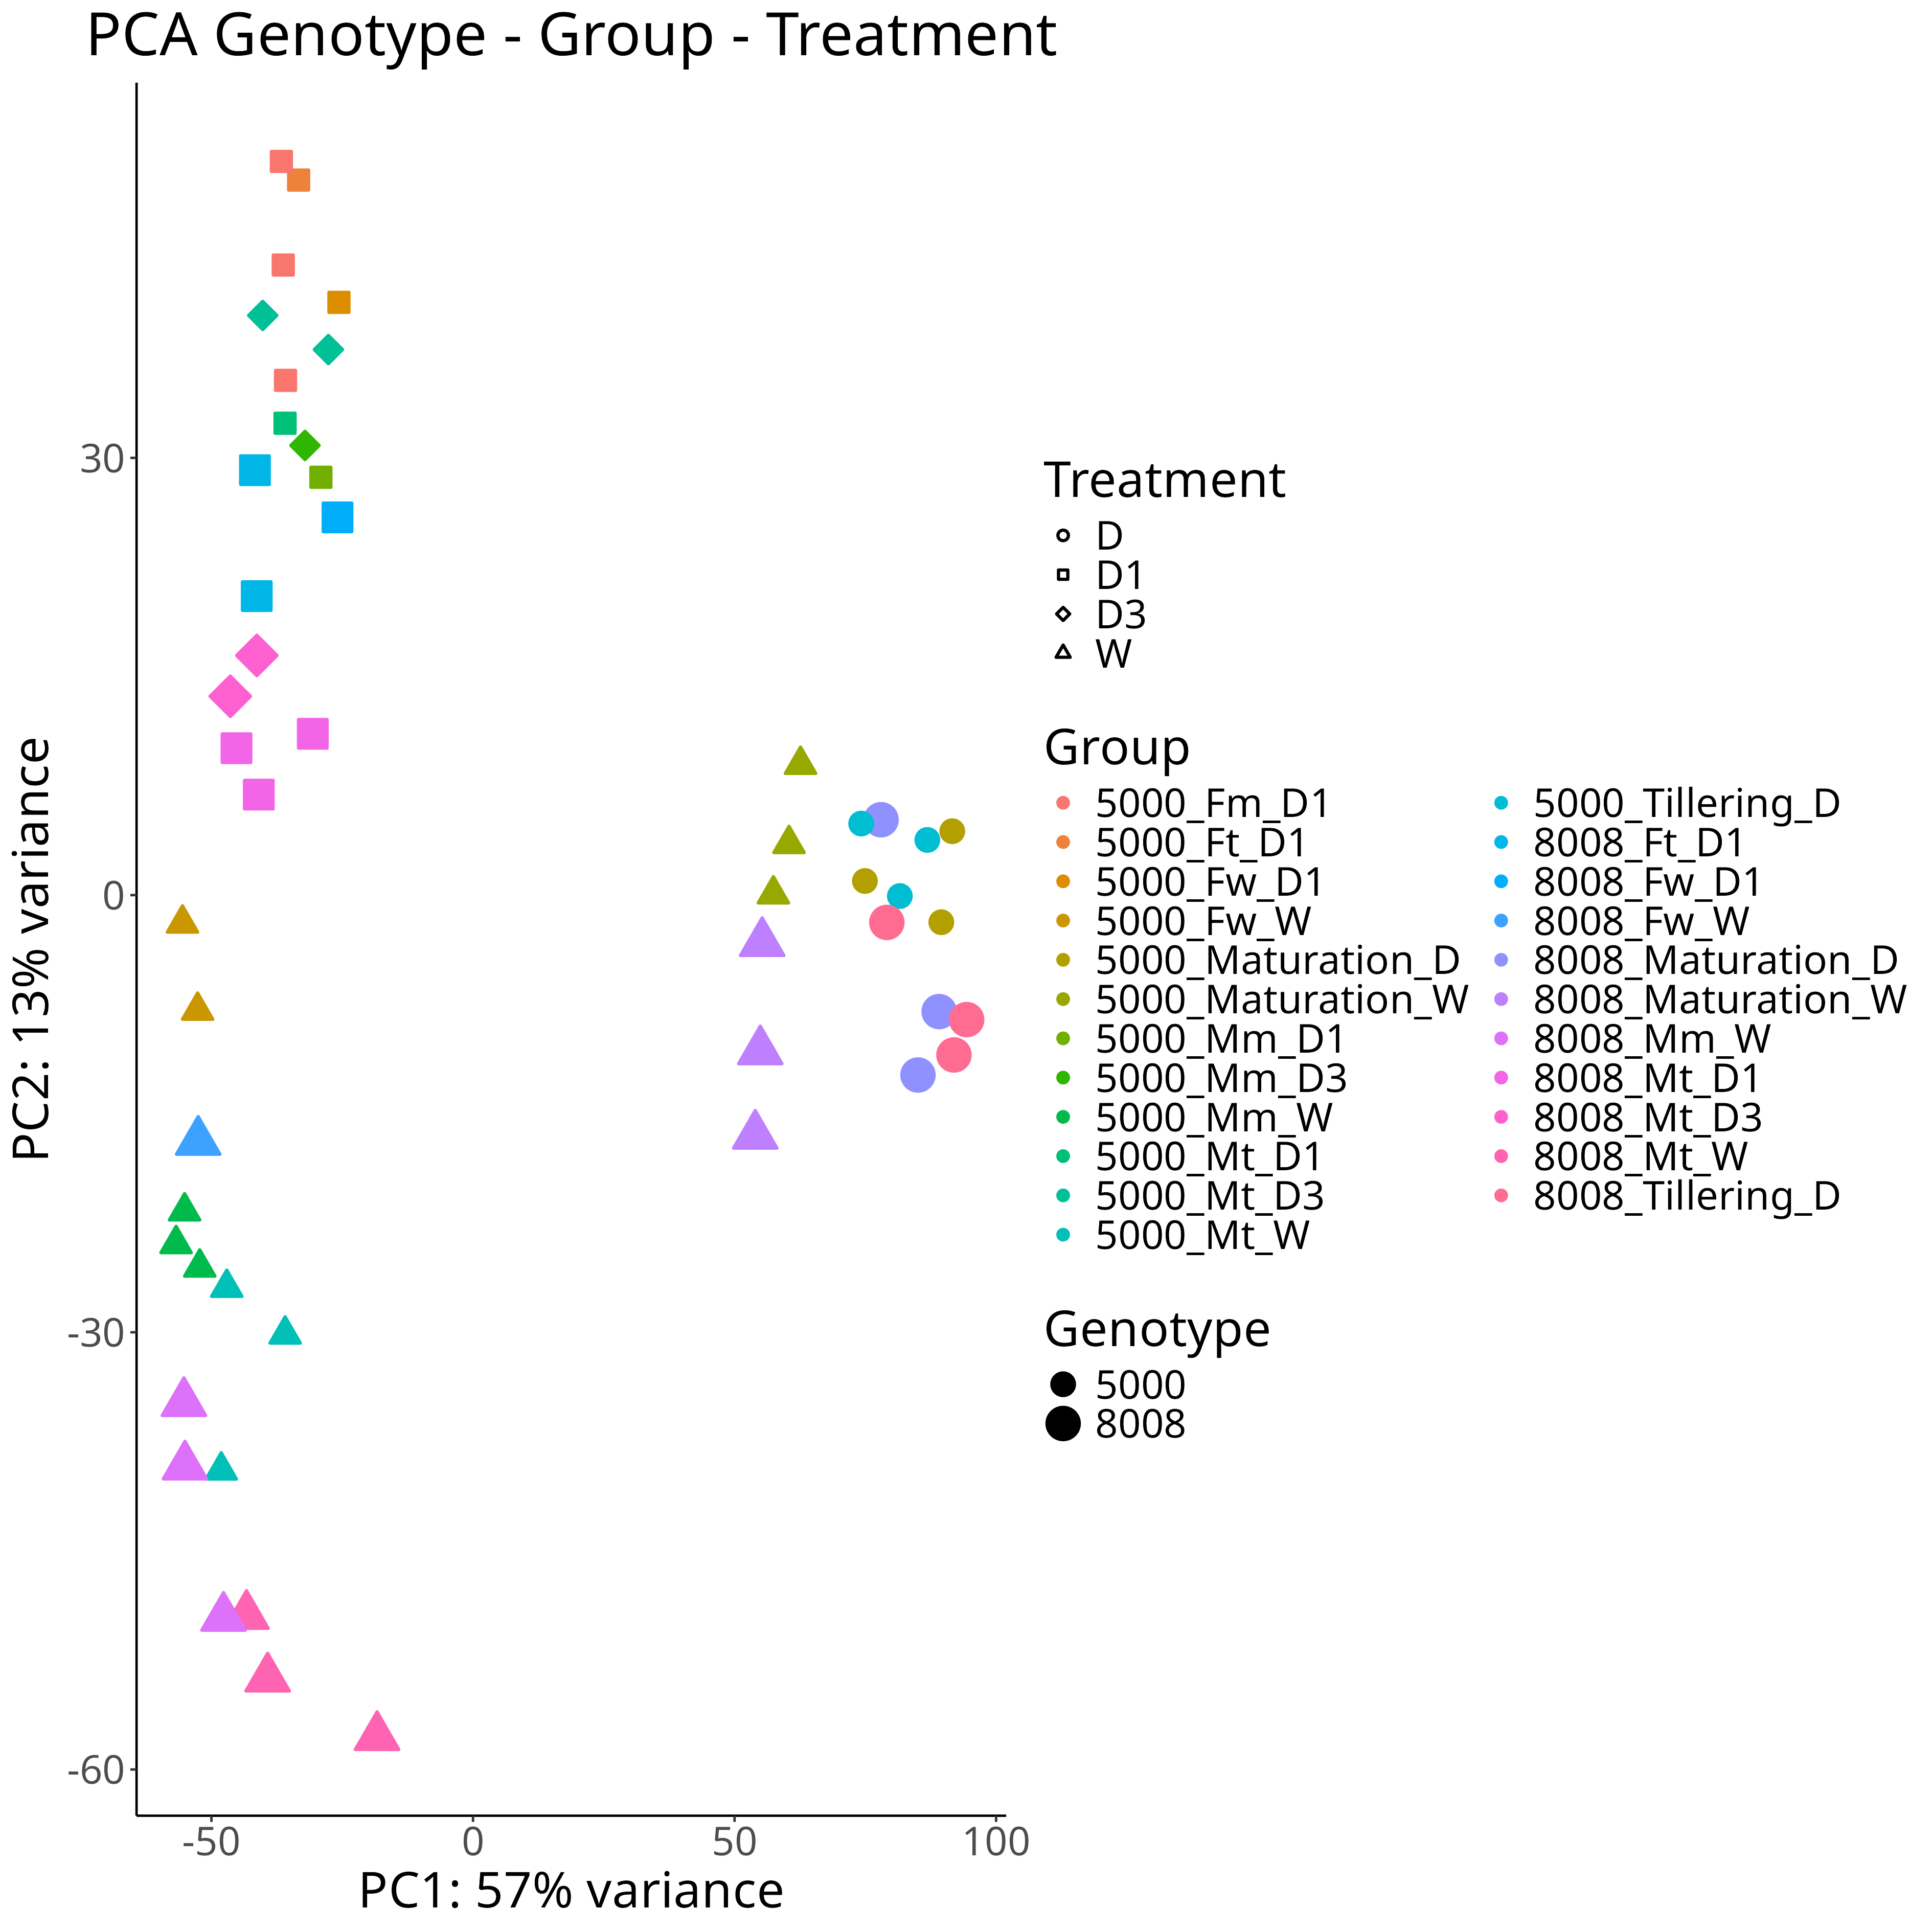 PCA Genotype - Group - Treatment
PC2: 13% variance
30
0
-30
-60
-50
0
50
100
PC1: 57% variance
Treatment
D
D1
D3
W
Group
5000_Fm_D1
5000_Ft_D1
5000_Fw_D1
5000_Fw_W
5000_Maturation_D
5000_Maturation_W
5000_Mm_D1
5000_Mm_D3
5000_Mm_W
5000_Mt_D1
5000_Mt_D3
5000_Mt_W
5000_Tillering_D
8008_Ft_D1
8008_Fw_D1
8008_Fw_W
8008_Maturation_D
8008_Maturation_W
8008_Mm_W
8008_Mt_D1
8008_Mt_D3
8008_Mt_W
8008_Tillering_D
Genotype
5000
8008